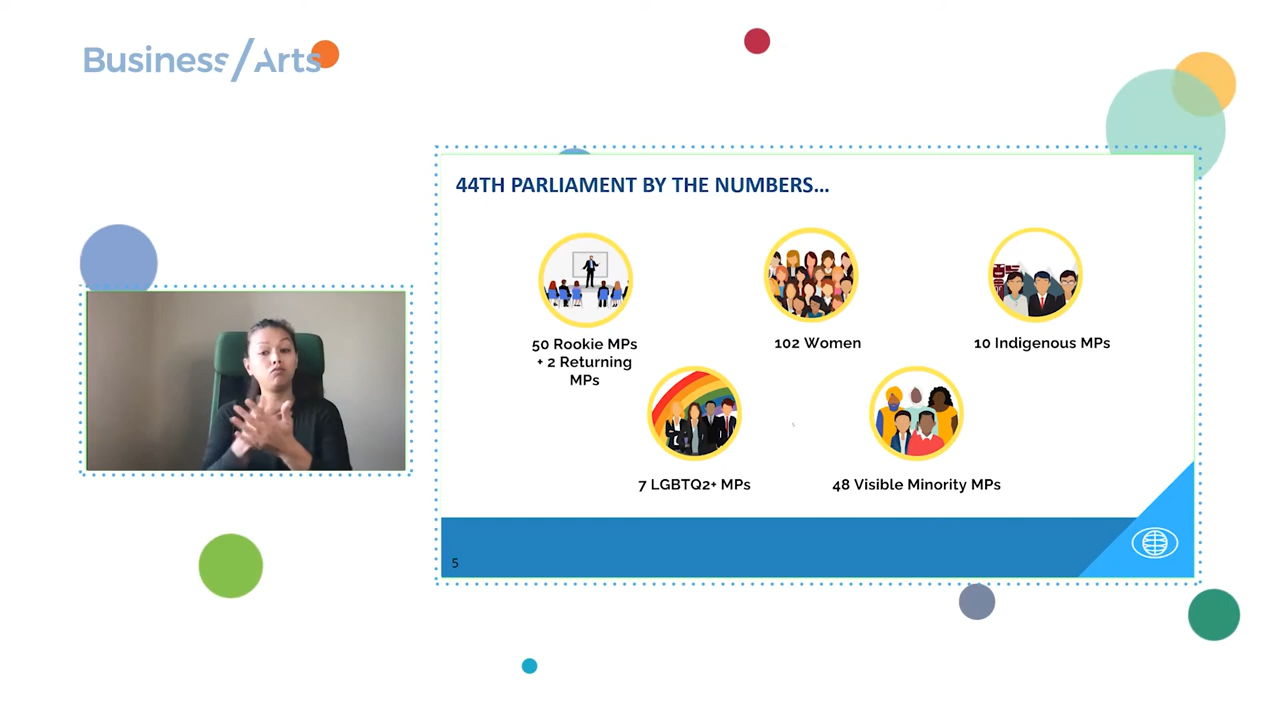 Business/Arts
44TH PARLIAMENT BY THE NUMBERS...
50 Rookie MPs
+ 2 Returning
MPs
102 Women
10 Indigenous MPs
7 LGBTQ2+ MPs
48 Visible Minority MPs
5